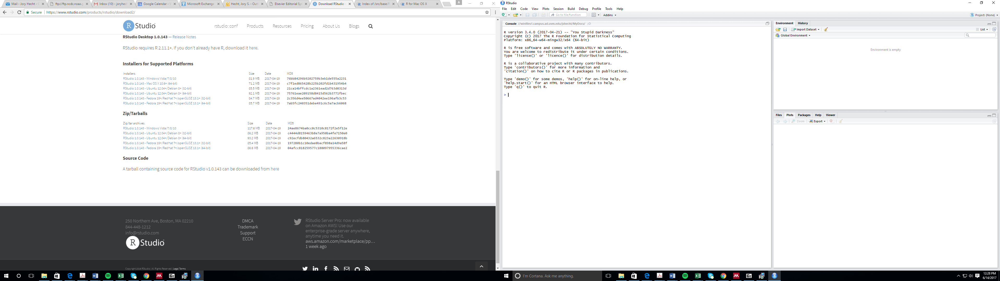 Mail - Jory Hecht - O
ftp://ftp.ncdc.noaa.g
Inbox (10) - joryhech
Google Calendar -
Microsoft Exchange
Hecht, Jory S. - Out
Elsevier Editorial Sys
Download RStudio -
Index of /src/base/R
R for Mac OS X
Secure
https://www.rstudio.com/products/rstudio/download2/
R Studio
rstudio::conf
Products
Resources
Pricing
About Us
Blogs
RStudio Desktop 1.0.143 — Release Notes
RStudio requires R 2.11.1+. If you don't already have R, download it here.
Installers for Supported Platforms
Installers Size Date MD5
RStudio 1.0.143 - Windows Vista/7/8/10 81.9 MB 2017-04-19 76bb84296b9202759b3eb1de555a2231
RStudio 1.0.143 - Mac OS X 10.6+ (64-bit) 71.2 MB 2017-04-19 c7f1ed865428b225b202fd1b431954b4
RStudio 1.0.143 - Ubuntu 12.04+/Debian 8+ (32-bit) 85.5 MB 2017-04-19 21ca14bffcdc1a2361ead2d763d0313d
RStudio 1.0.143 - Ubuntu 12.04+/Debian 8+ (64-bit) 92.1 MB 2017-04-19 75761eae209158d8415d562b3771fbec
RStudio 1.0.143 - Fedora 19+/RedHat 7+/openSUSE 13.1+ (32-bit) 84.7 MB 2017-04-19 2c356d4ee50667ad4042ee196afb3c53
RStudio 1.0.143 - Fedora 19+/RedHat 7+/openSUSE 13.1+ (64-bit) 85.7 MB 2017-04-19 7ab5fc240351debe491c6c5a7acb6068
Zip/Tarballs
Zip/tar archives Size Date MD5
RStudio 1.0.143 - Windows Vista/7/8/10 117.6 MB 2017-04-19 24ae8674ba0cc0c5310c8172f2e5f12e
RStudio 1.0.143 - Ubuntu 12.04+/Debian 8+ (32-bit) 86.2 MB 2017-04-19 c4444d8159463b8e7a950ba4fe7150e0
RStudio 1.0.143 - Ubuntu 12.04+/Debian 8+ (64-bit) 93.2 MB 2017-04-19 c92ecfdb80432a6532c823a22630918b
RStudio 1.0.143 - Fedora 19+/RedHat 7+/openSUSE 13.1+ (32-bit) 85.4 MB 2017-04-19 197280b1c10edae0bacf898a14d9a58f
RStudio 1.0.143 - Fedora 19+/RedHat 7+/openSUSE 13.1+ (64-bit) 86.6 MB 2017-04-19 04afcc818259577c188097955336cae2
Source Code
A tarball containing source code for RStudio v1.0.143 can be downloaded from here
250 Northern Ave, Boston, MA 02210
844-448-1212
info@rstudio.com
R Studio
DMCA
Trademark
Support
ECCN
RStudio Server Pro: now available
on Amazon AWS! Use our
enterprise-grade server anywhere,
anytime you need it.
aws.amazon.com/marketplace/pp…
1 week ago
Copyright 2016 RStudio | All Rights Reserved | Legal Terms
RStudio
File Edit Code View Plots Session Build Debug Profile Tools Help
Go to file/function
Addins
Project: (None)
Console //winfiles1.campus.ad.uvm.edu/jshecht/MyDocs/
R version 3.4.0 (2017-04-21) -- "You Stupid Darkness"
Copyright (C) 2017 The R Foundation for Statistical Computing
Platform: x86_64-w64-mingw32/x64 (64-bit)
R is free software and comes with ABSOLUTELY NO WARRANTY.
You are welcome to redistribute it under certain conditions.
Type 'license()' or 'licence()' for distribution details.
R is a collaborative project with many contributors.
Type 'contributors()' for more information and
'citation()' on how to cite R or R packages in publications.
Type 'demo()' for some demos, 'help()' for on-line help, or
'help.start()' for an HTML browser interface to help.
Type 'q()' to quit R.
>
Environment History
Import Dataset
List
Global Environment
Environment is empty
Files Plots Packages Help Viewer
Zoom Export
I'm Cortana. Ask me anything.
12:28 PM
6/14/2017